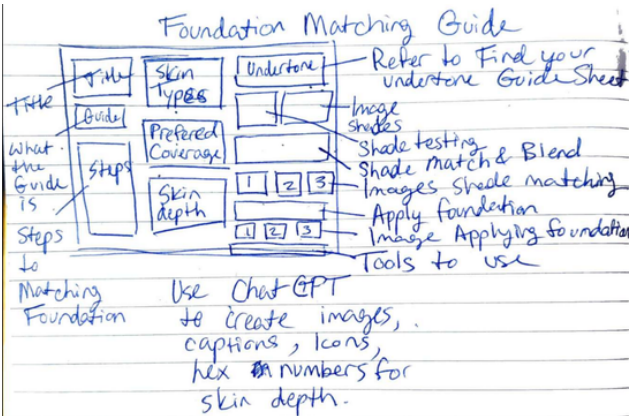 Foundation Matching Guide
Title
Guide
Steps
Skin
Types
Prefered
Coverage
Skin
depth
Undertone
1 2 3
1 2 3
Title
What
the
Guide
is
Steps
to
Matching
Foundation
Refer to Find your
undertone Guide Sheet
Image
Shades
Shade testing
Shade Match & Blend
Images Shade matching
Apply foundation
Image Applying foundation
Tools to use
Use ChatGPT
to create images,
captions, Icons,
hex numbers for
skin depth.